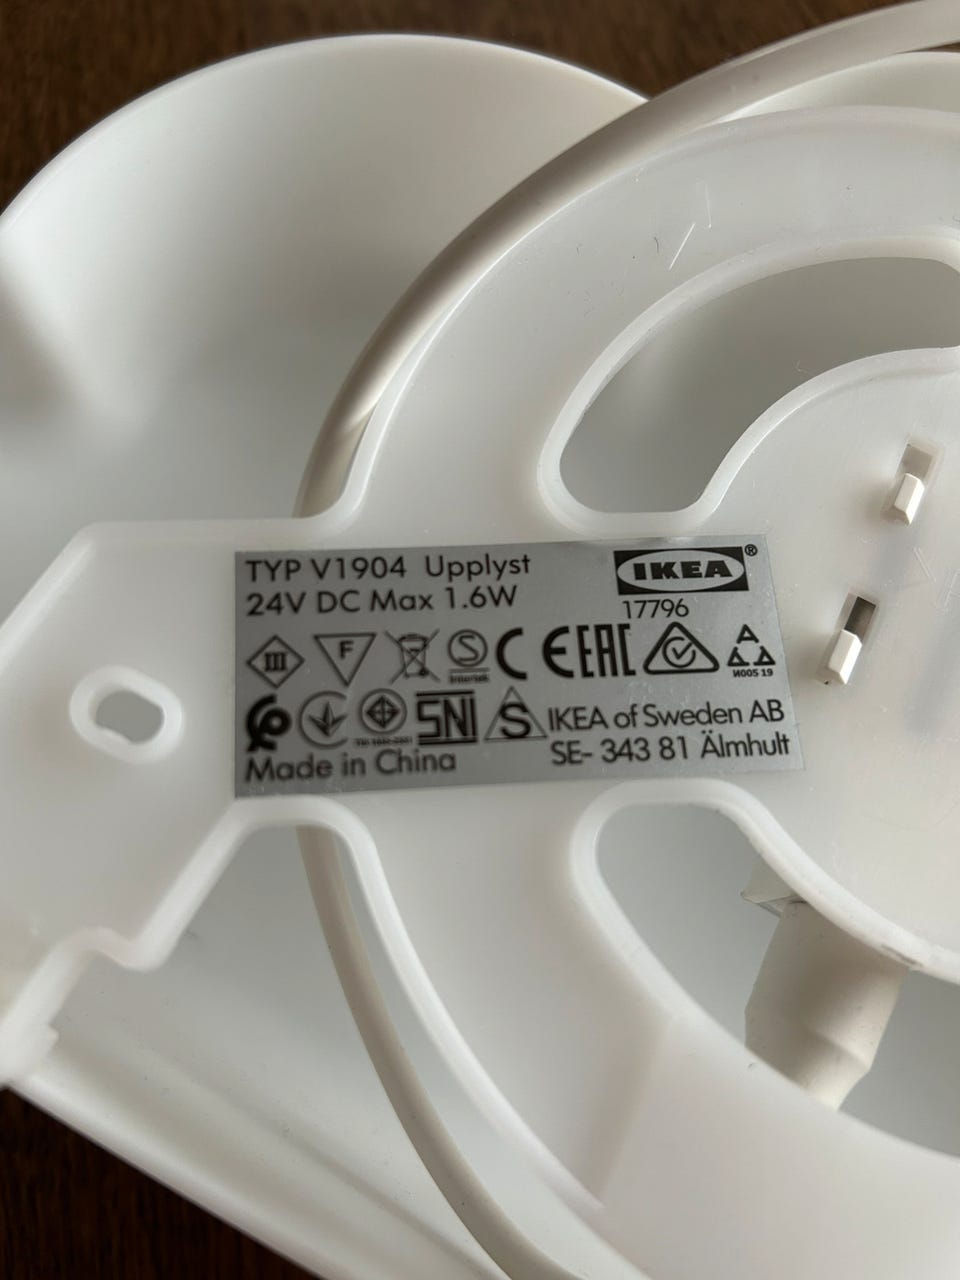 TYP V1904 Upplyst
24V DC Max 1.6W
IKEA®
17796
III F S Intertek CE EAC A
И005 19
SNI S
IKEA of Sweden AB
SE- 343 81 Älmhult
Made in China